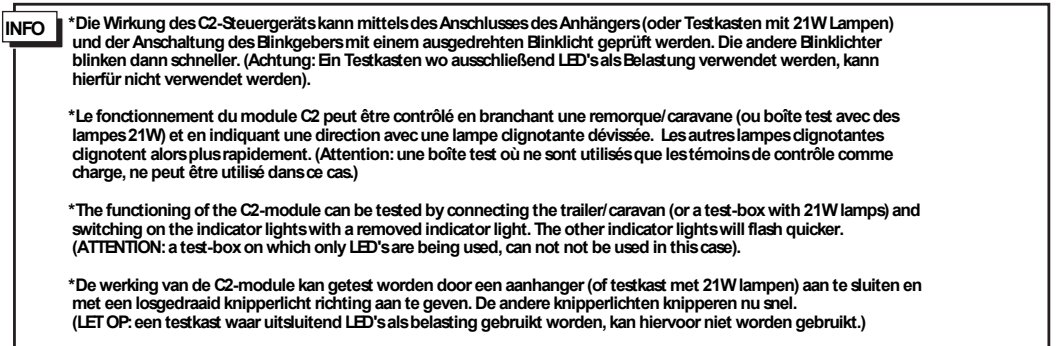 INFO
*Die Wirkung des C2-Steuergeräts kann mittels des Anschlusses des Anhängers (oder Testkasten mit 21W Lampen)
und der Anschaltung des Blinkgebers mit einem ausgedrehten Blinklicht geprüft werden. Die andere Blinklichter
blinken dann schneller. (Achtung: Ein Testkasten wo ausschließend LED's als Belastung verwendet werden, kann
hierfür nicht verwendet werden).
*Le fonctionnement du module C2 peut être contrôlé en branchant une remorque/caravane (ou boîte test avec des
lampes 21W) et en indiquant une direction avec une lampe clignotante dévissée. Les autres lampes clignotantes
clignotent alors plus rapidement. (Attention: une boîte test où ne sont utilisés que les témoins de contrôle comme
charge, ne peut être utilisé dans ce cas.)
*The functioning of the C2-module can be tested by connecting the trailer/caravan (or a test-box with 21W lamps) and
switching on the indicator lights with a removed indicator light. The other indicator lights will flash quicker.
(ATTENTION: a test-box on which only LED's are being used, can not not be used in this case).
*De werking van de C2-module kan getest worden door een aanhanger (of testkast met 21W lampen) aan te sluiten en
met een losgedraaid knipperlicht richting aan te geven. De andere knipperlichten knipperen nu snel.
(LET OP: een testkast waar uitsluitend LED's als belasting gebruikt worden, kan hiervoor niet worden gebruikt.)